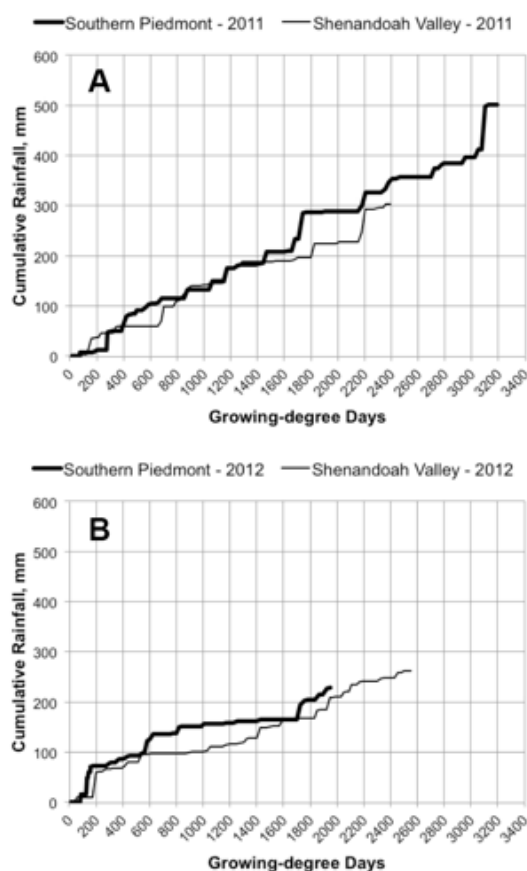 Southern Piedmont - 2011 Shenandoah Valley - 2011
A
600
500
400
300
200
100
0
Cumulative Rainfall, mm
0 200 400 600 800 1000 1200 1400 1600 1800 2000 2200 2400 2600 2800 3000 3200 3400
Growing-degree Days
Southern Piedmont - 2012 Shenandoah Valley - 2012
B
600
500
400
300
200
100
0
Cumulative Rainfall, mm
0 200 400 600 800 1000 1200 1400 1600 1800 2000 2200 2400 2600 2800 3000 3200 3400
Growing-degree Days